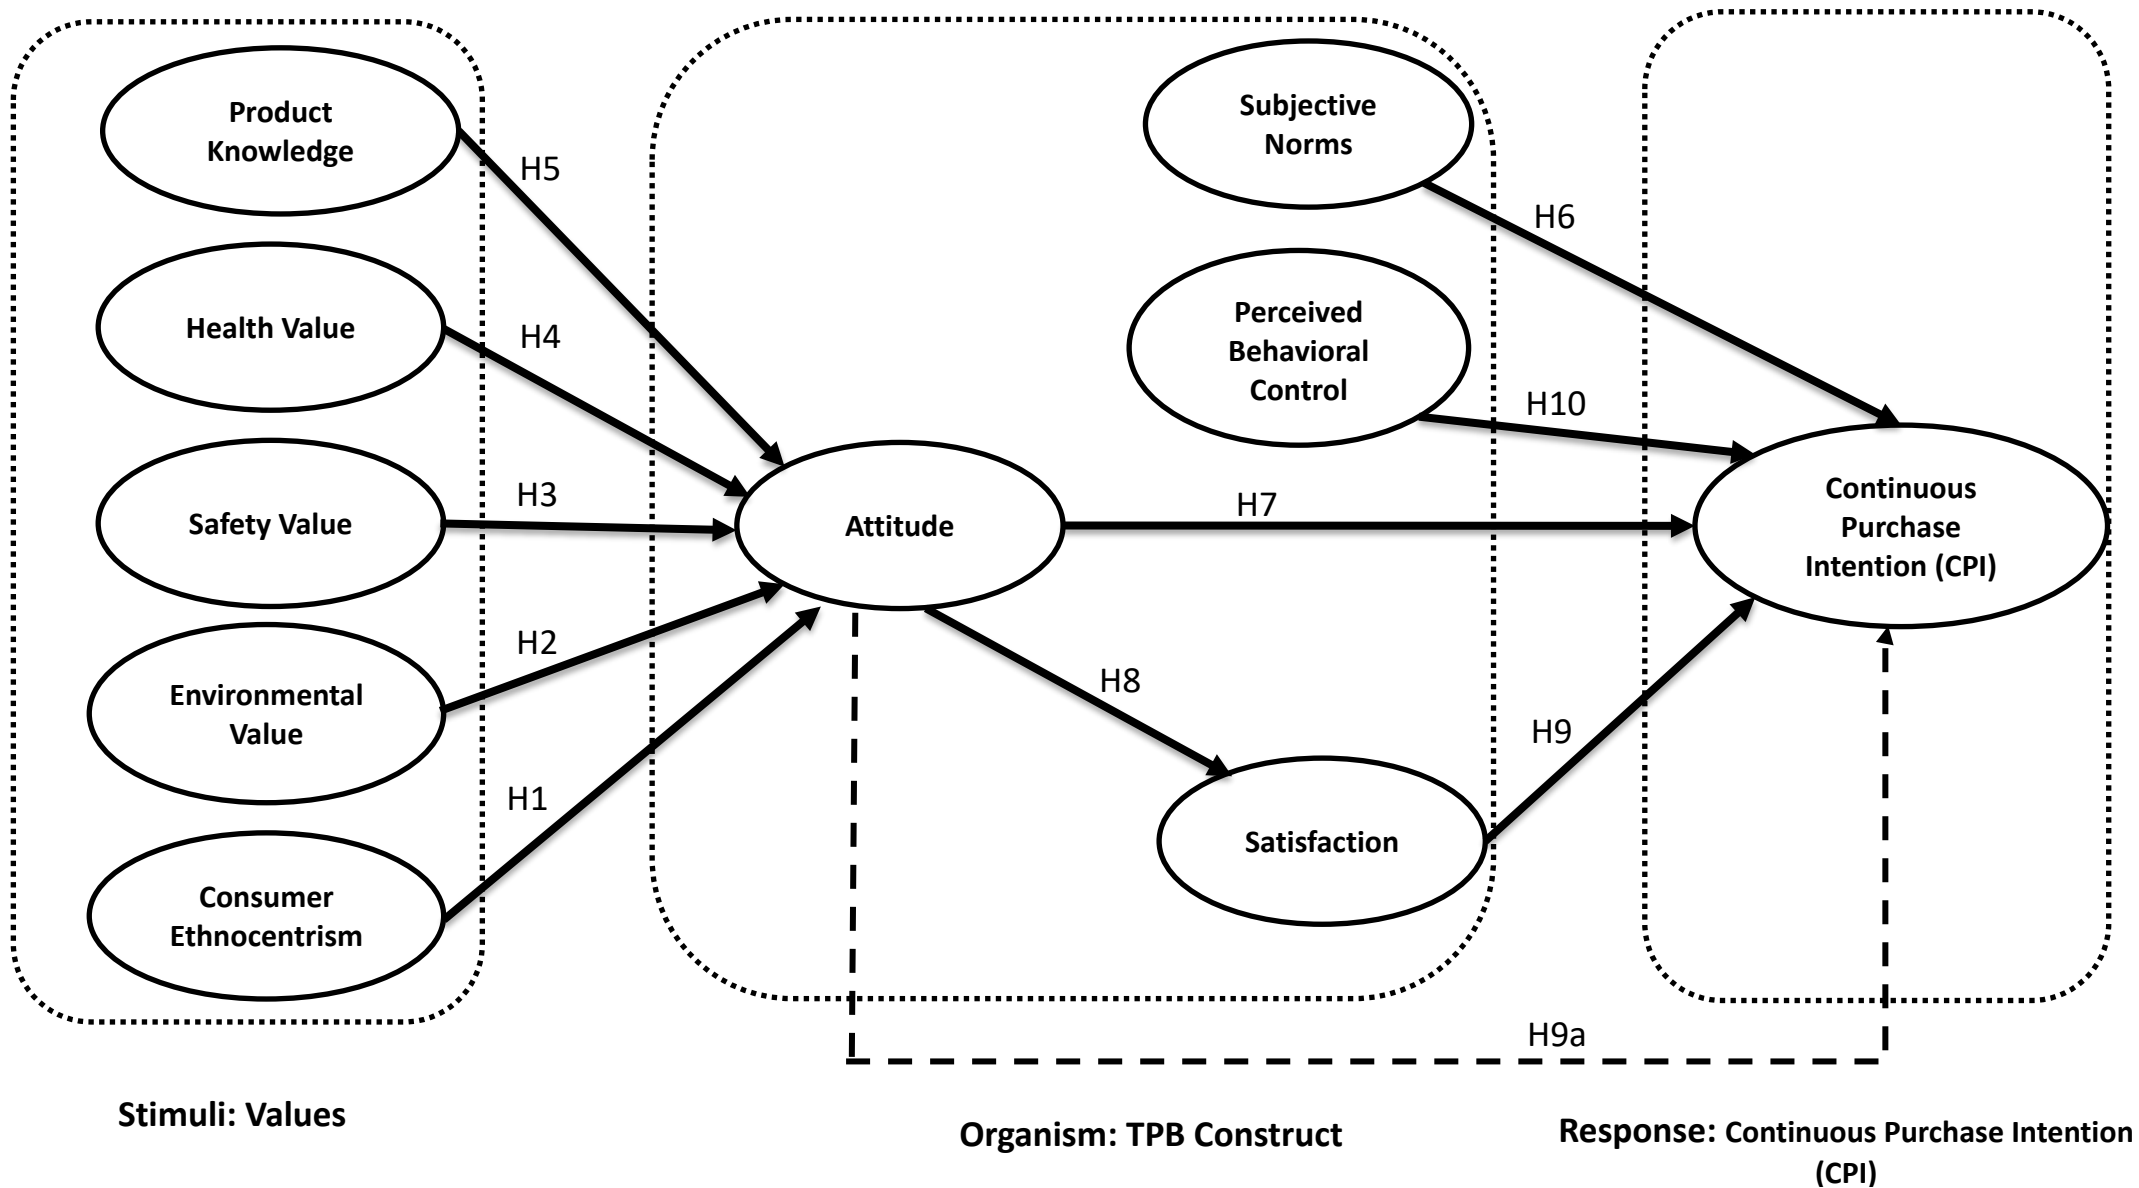 Product
Knowledge
H5
Health Value
H4
Safety Value
H3
Environmental
Value
H2
Consumer
Ethnocentrism
H1
Attitude
Subjective
Norms
H6
Perceived
Behavioral
Control
H10
H7
H8
Satisfaction
H9
Continuous
Purchase
Intention (CPI)
H9a
Stimuli: Values
Organism: TPB Construct
Response: Continuous Purchase Intention
(CPI)